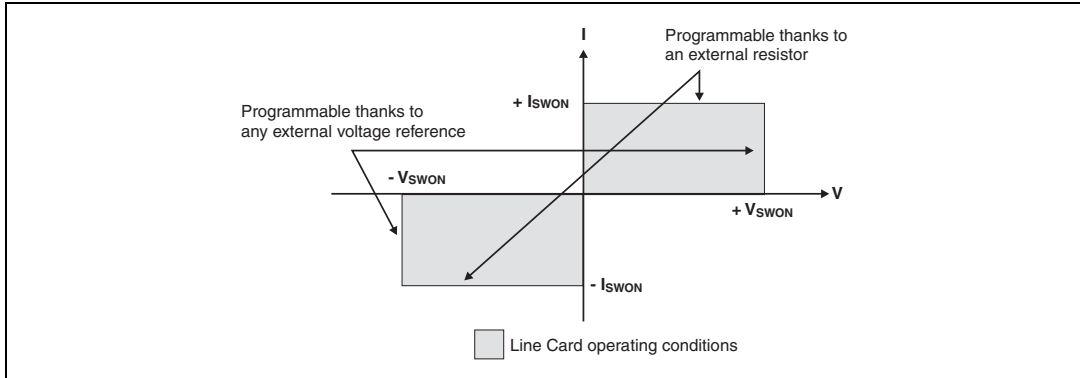 I
Programmable thanks to
an external resistor
+ ISWON
Programmable thanks to
any external voltage reference
- VSWON
V
+ VSWON
- ISWON
Line Card operating conditions